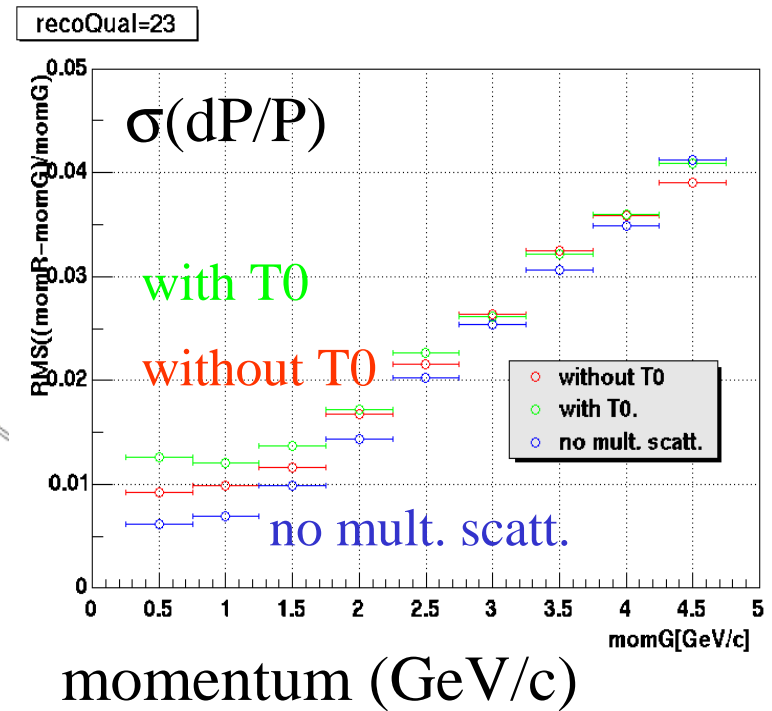 recoQual=23
σ(dP/P)
RMS((momR-momG)/momG)
0.05
0.04
0.03
0.02
0.01
0
with T0
without T0
no mult. scatt.
without T0
with T0.
no mult. scatt.
0 0.5 1 1.5 2 2.5 3 3.5 4 4.5 5
momG[GeV/c]
momentum (GeV/c)